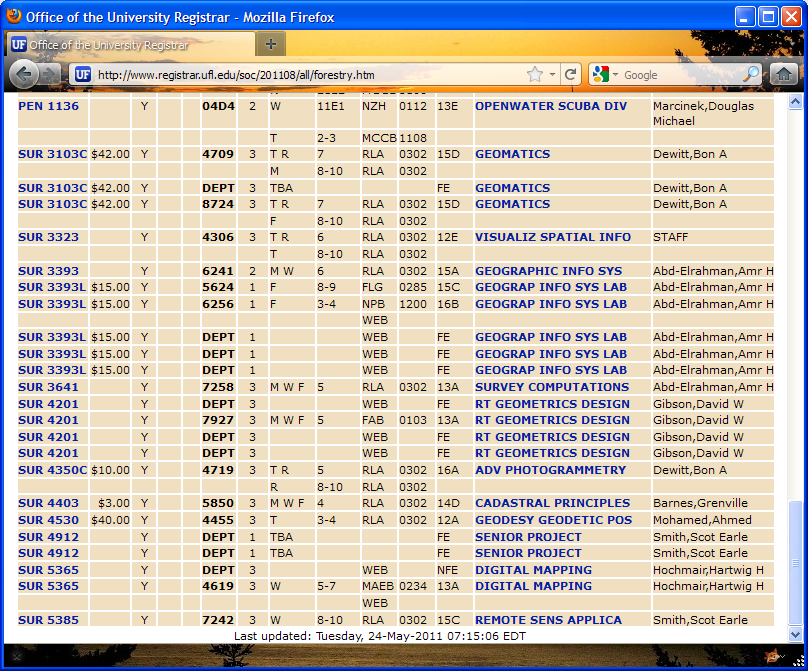 Office of the University Registrar - Mozilla Firefox
UF Office of the University Registrar +
UF http://www.registrar.ufl.edu/soc/201108/all/forestry.htm Google
PEN 1136 Y 04D4 2 W 11E1 NZH 0112 13E OPENWATER SCUBA DIV Marcinek,Douglas
Michael
T 2-3 MCCB 1108
SUR 3103C $42.00 Y 4709 3 T R 7 RLA 0302 15D GEOMATICS Dewitt,Bon A
M 8-10 RLA 0302
SUR 3103C $42.00 Y DEPT 3 TBA FE GEOMATICS Dewitt,Bon A
SUR 3103C $42.00 Y 8724 3 T R 7 RLA 0302 15D GEOMATICS Dewitt,Bon A
F 8-10 RLA 0302
SUR 3323 Y 4306 3 T R 6 RLA 0302 12E VISUALIZ SPATIAL INFO STAFF
T 8-10 RLA 0302
SUR 3393 Y 6241 2 M W 6 RLA 0302 15A GEOGRAPHIC INFO SYS Abd-Elrahman,Amr H
SUR 3393L $15.00 Y 5624 1 F 8-9 FLG 0285 15C GEOGRAP INFO SYS LAB Abd-Elrahman,Amr H
SUR 3393L $15.00 Y 6256 1 F 3-4 NPB 1200 16B GEOGRAP INFO SYS LAB Abd-Elrahman,Amr H
WEB
SUR 3393L $15.00 Y DEPT 1 WEB FE GEOGRAP INFO SYS LAB Abd-Elrahman,Amr H
SUR 3393L $15.00 Y DEPT 1 WEB FE GEOGRAP INFO SYS LAB Abd-Elrahman,Amr H
SUR 3393L $15.00 Y DEPT 1 WEB FE GEOGRAP INFO SYS LAB Abd-Elrahman,Amr H
SUR 3641 Y 7258 3 M W F 5 RLA 0302 13A SURVEY COMPUTATIONS Abd-Elrahman,Amr H
SUR 4201 Y DEPT 3 WEB FE RT GEOMETRICS DESIGN Gibson,David W
SUR 4201 Y 7927 3 M W F 5 FAB 0103 13A RT GEOMETRICS DESIGN Gibson,David W
SUR 4201 Y DEPT 3 WEB FE RT GEOMETRICS DESIGN Gibson,David W
SUR 4201 Y DEPT 3 WEB FE RT GEOMETRICS DESIGN Gibson,David W
SUR 4350C $10.00 Y 4719 3 T R 5 RLA 0302 16A ADV PHOTOGRAMMETRY Dewitt,Bon A
R 8-10 RLA 0302
SUR 4403 $3.00 Y 5850 3 M W F 4 RLA 0302 14D CADASTRAL PRINCIPLES Barnes,Grenville
SUR 4530 $40.00 Y 4455 3 T 3-4 RLA 0302 12A GEODESY GEODETIC POS Mohamed,Ahmed
SUR 4912 Y DEPT 1 TBA FE SENIOR PROJECT Smith,Scot Earle
SUR 4912 Y DEPT 1 TBA FE SENIOR PROJECT Smith,Scot Earle
SUR 5365 Y DEPT 3 WEB NFE DIGITAL MAPPING Hochmair,Hartwig H
SUR 5365 Y 4619 3 W 5-7 MAEB 0234 13A DIGITAL MAPPING Hochmair,Hartwig H
WEB
SUR 5385 Y 7242 3 W 8-10 RLA 0302 15C REMOTE SENS APPLICA Smith,Scot Earle
Last updated: Tuesday, 24-May-2011 07:15:06 EDT